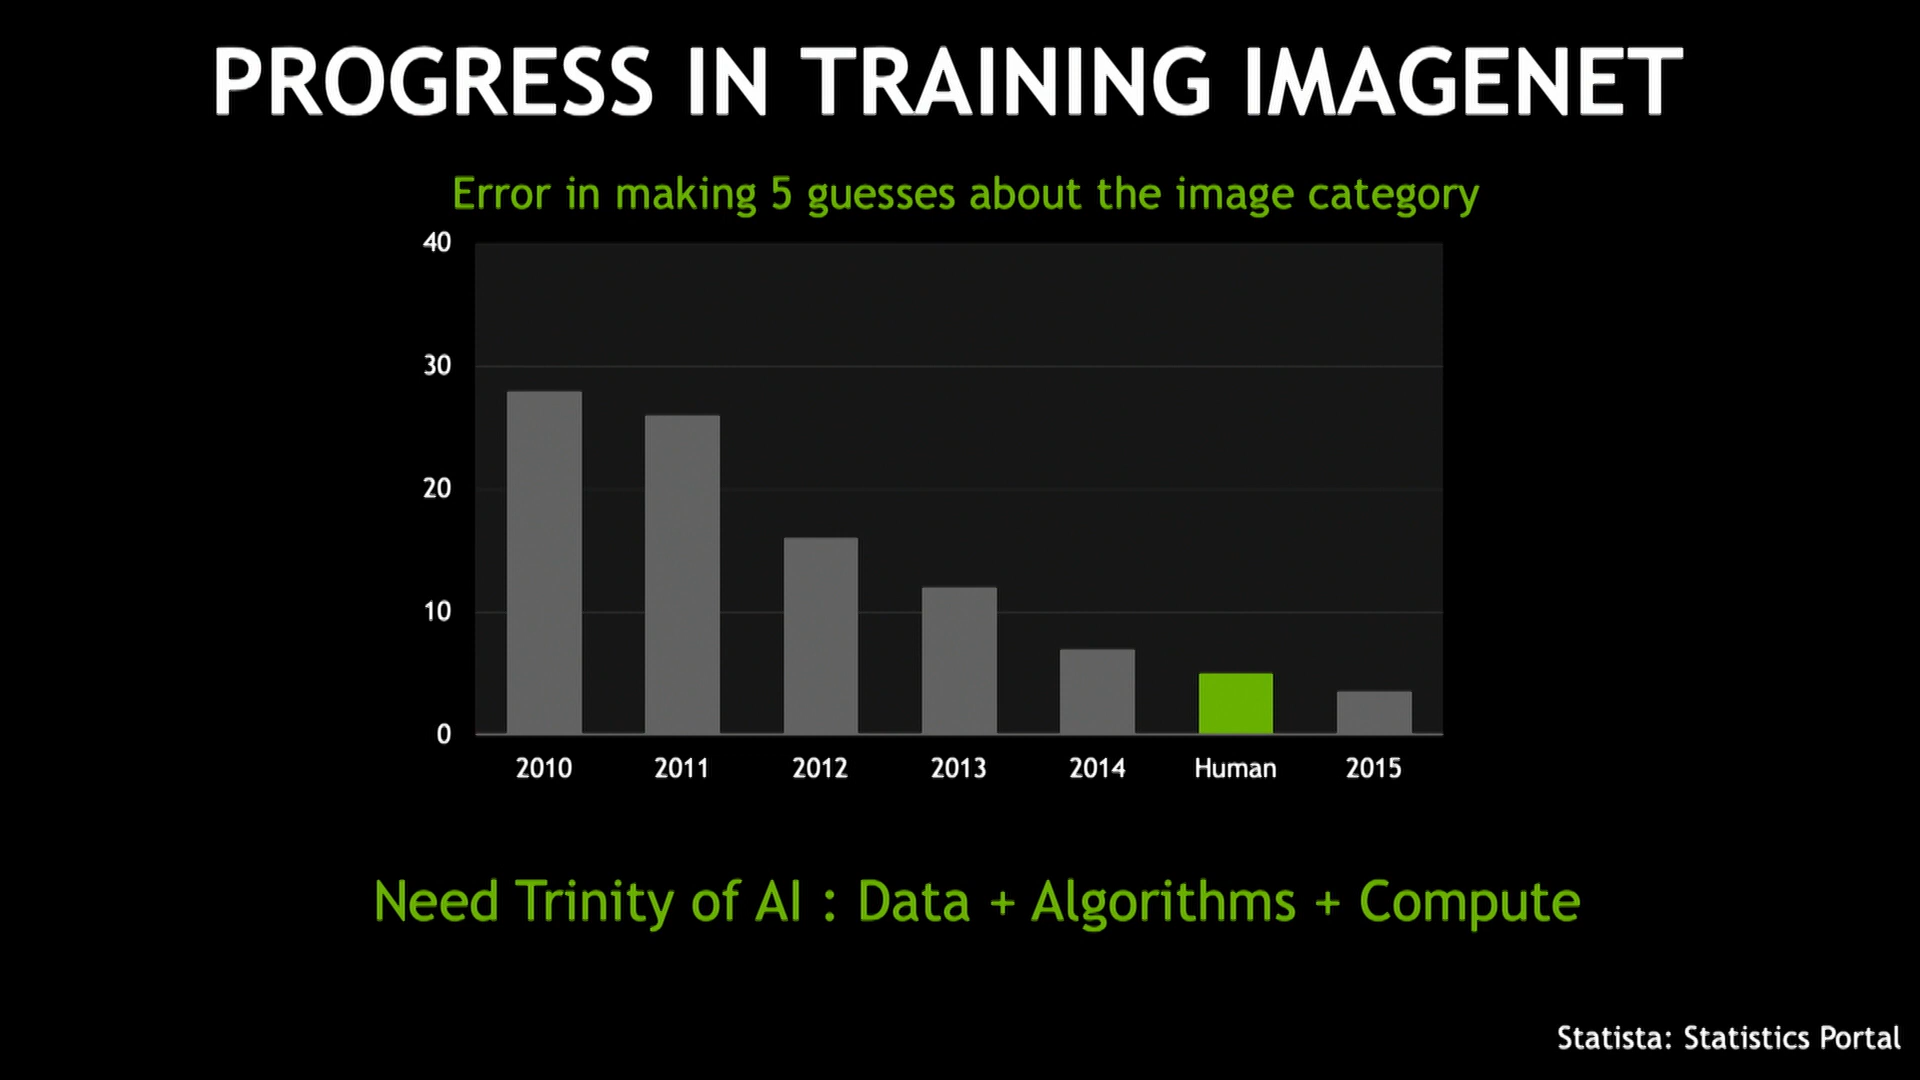 PROGRESS IN TRAINING IMAGENET
Error in making 5 guesses about the image category
40
30
20
10
0
2010 2011 2012 2013 2014 Human 2015
Need Trinity of AI : Data + Algorithms + Compute
Statista: Statistics Portal